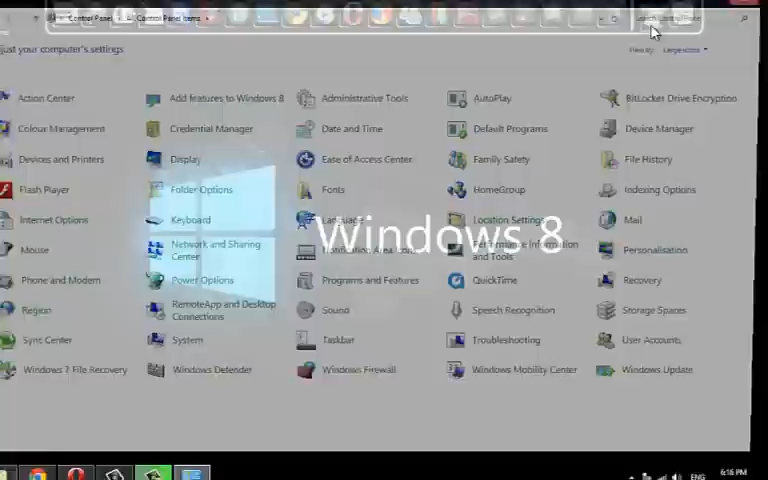 Control Panel
All Control Panel Items
Search Control Panel
just your computer's settings
View by: Large icons
Action Center
Add features to Windows 8
Administrative Tools
AutoPlay
BitLocker Drive Encryption
Colour Management
Credential Manager
Date and Time
Default Programs
Device Manager
Devices and Printers
Display
Ease of Access Center
Family Safety
File History
Flash Player
Folder Options
Fonts
HomeGroup
Indexing Options
Internet Options
Keyboard
Language
Location Settings
Mail
Windows 8
Mouse
Network and Sharing
Center
Notification Area Icons
Performance Information
and Tools
Personalisation
Phone and Modem
Power Options
Programs and Features
QuickTime
Recovery
Region
RemoteApp and Desktop
Connections
Sound
Speech Recognition
Storage Spaces
Sync Center
System
Taskbar
Troubleshooting
User Accounts
Windows 7 File Recovery
Windows Defender
Windows Firewall
Windows Mobility Center
Windows Update
ENG
6:16 PM